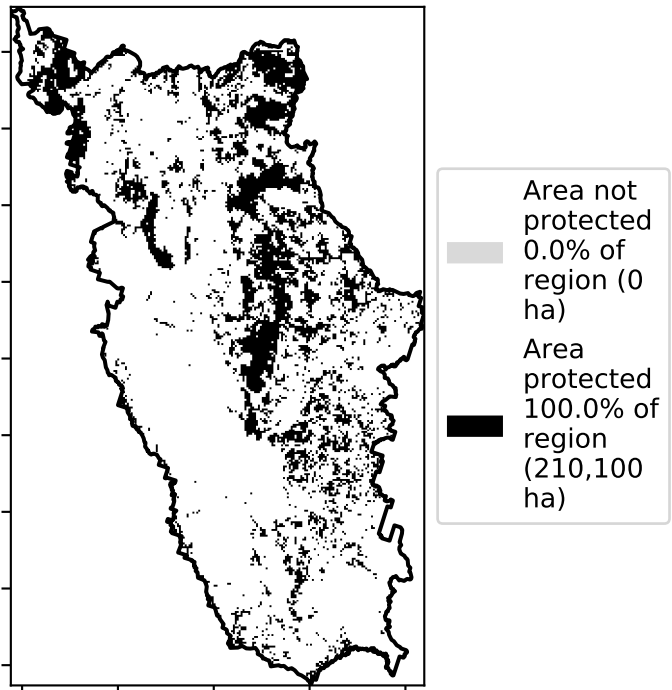 Area not
protected
0.0% of
region (0
ha)
Area
protected
100.0% of
region
(210,100
ha)